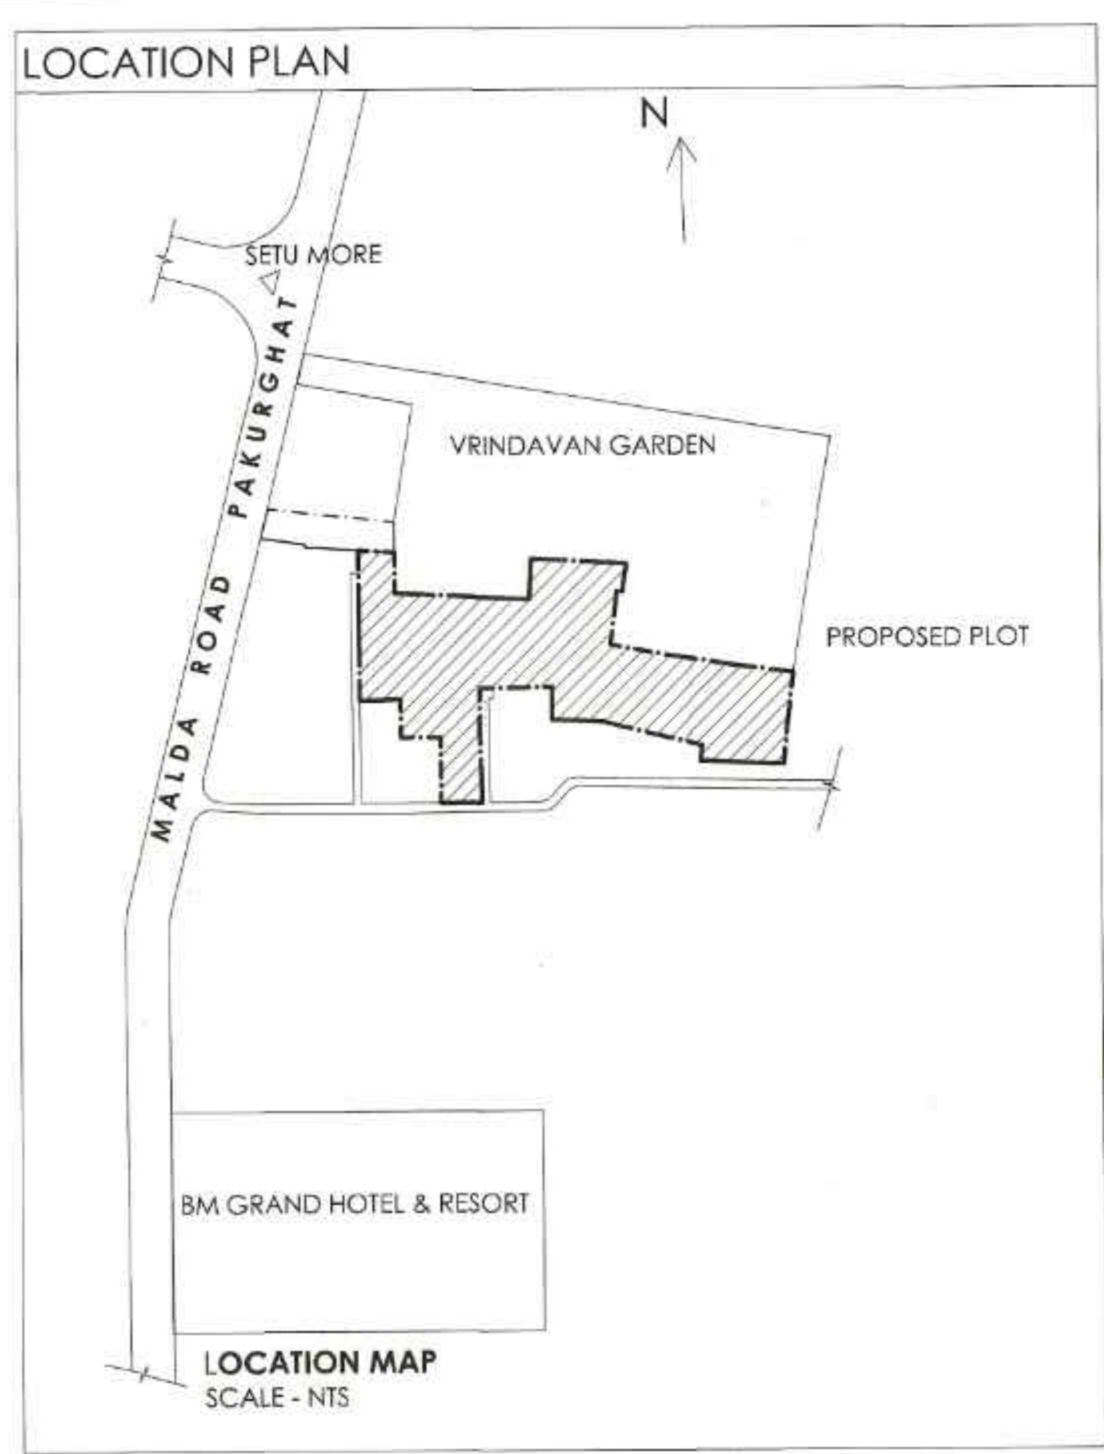 LOCATION PLAN
N
SETU MORE
MALDA ROAD PAKURGHAT
VRINDAVAN GARDEN
PROPOSED PLOT
BM GRAND HOTEL & RESORT
LOCATION MAP
SCALE - NTS